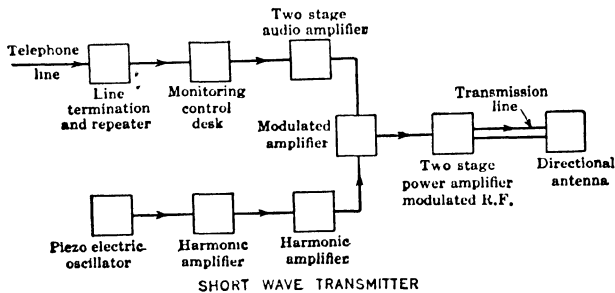 Two stage
audio amplifier
Telephone
line
Line
termination
and repeater
Monitoring
control
desk
Modulated
amplifier
Transmission
line
Two stage
power amplifier
modulated R.F.
Directional
antenna
Piezo electric
oscillator
Harmonic
amplifier
Harmonic
amplifier
SHORT WAVE TRANSMITTER